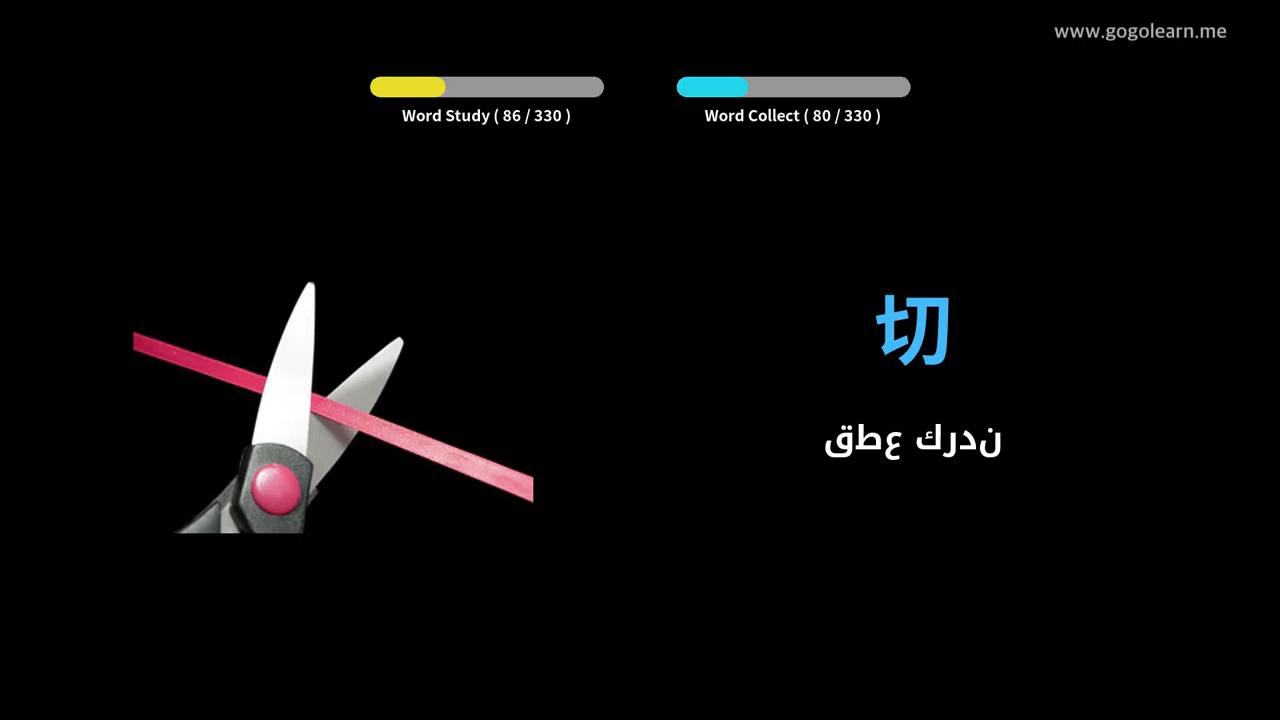 www.gogolearn.me
Word Study ( 86 / 330 )
Word Collect ( 80 / 330 )
切
ندرك عطق